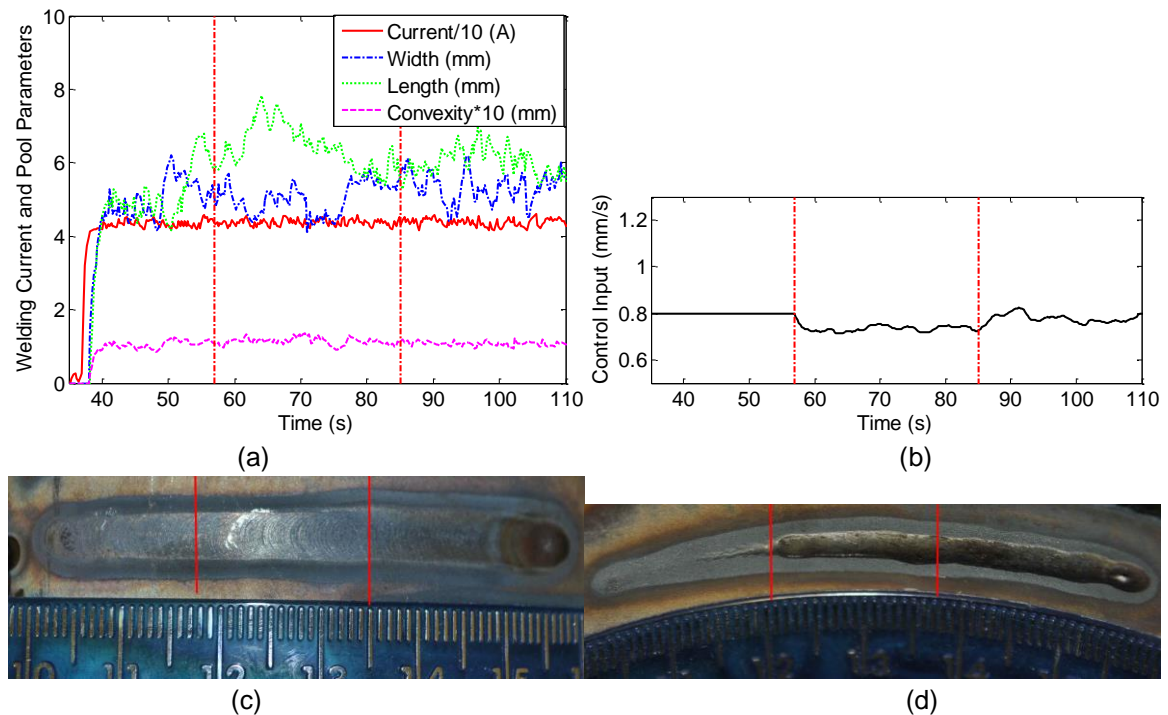 10
8
6
4
2
0
Welding Current and Pool Parameters
Current/10 (A)
Width (mm)
Length (mm)
Convexity*10 (mm)
40 50 60 70 80 90 100 110
Time (s)
(a)
1.2
1
0.8
0.6
Control Input (mm/s)
40 50 60 70 80 90 100 110
Time (s)
(b)
10 11 12 13 14 15
(c)
12 13 14
(d)